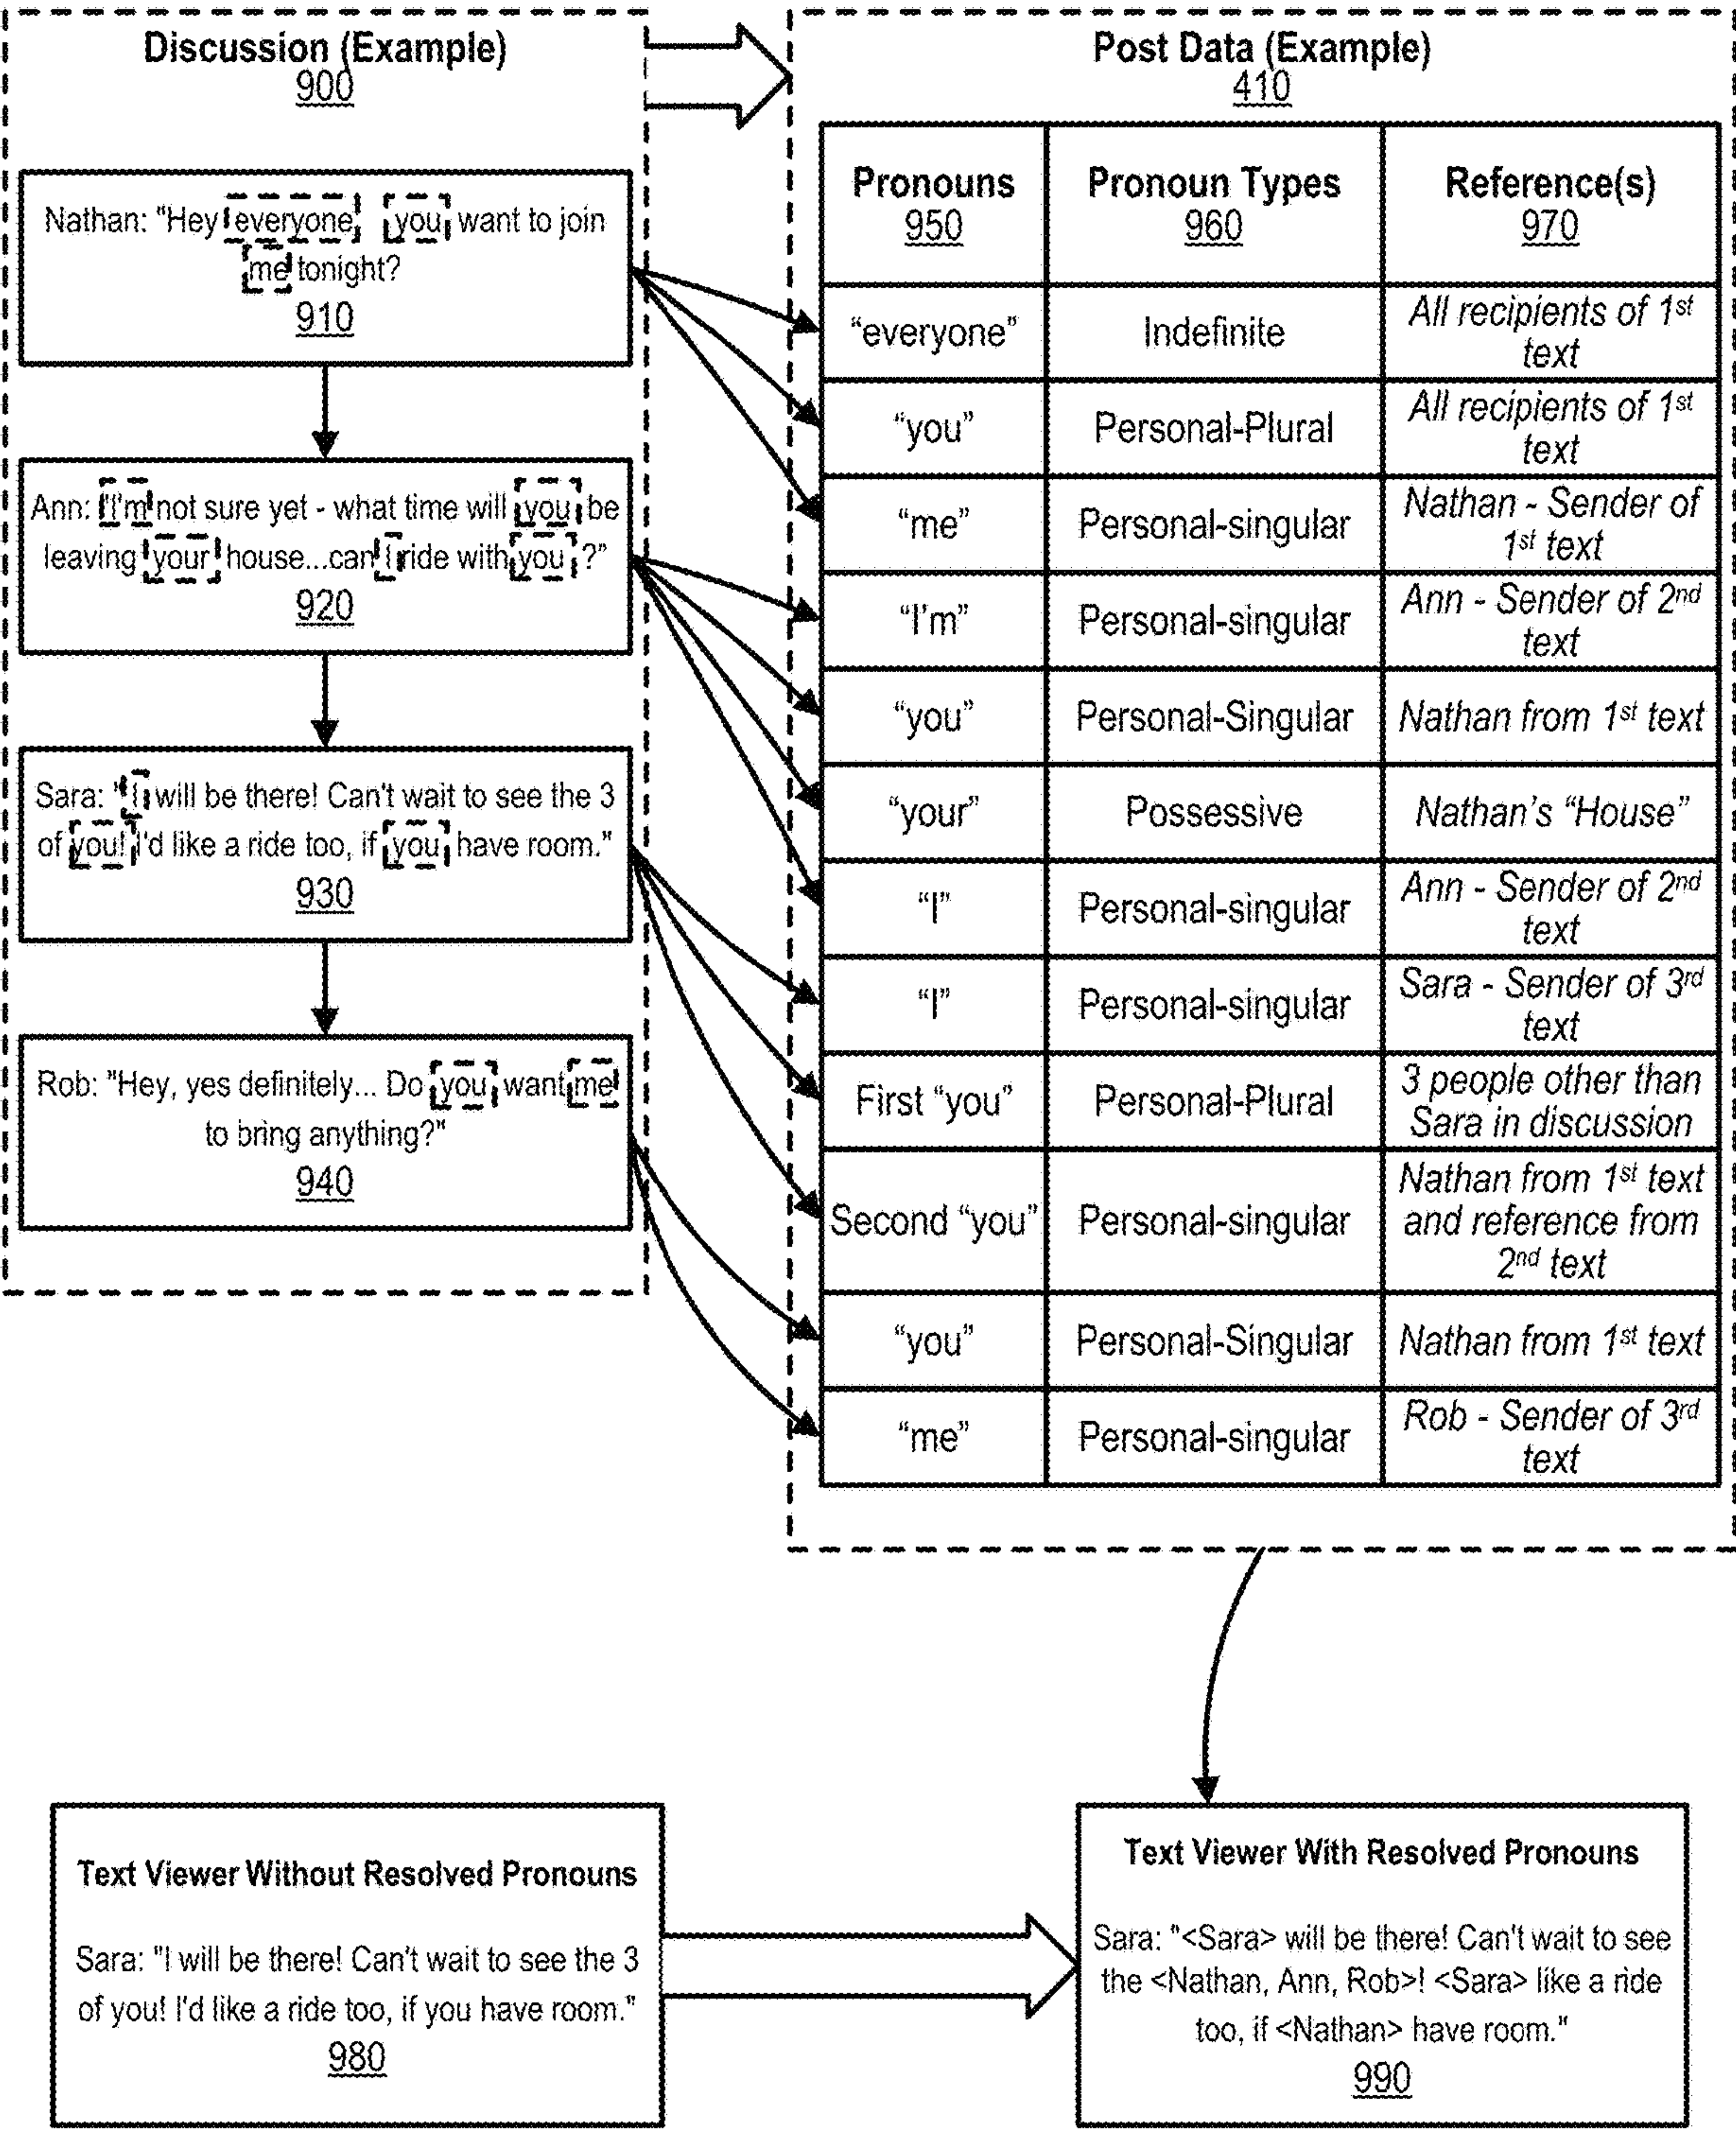 Discussion (Example)
900
Nathan: "Hey everyone, you want to join
me tonight?
910
Ann: "I'm not sure yet - what time will you be
leaving your house...can I ride with you ?"
920
Sara: "I will be there! Can't wait to see the 3
of you! I'd like a ride too, if you have room."
930
Rob: "Hey, yes definitely... Do you want me
to bring anything?"
940
Post Data (Example)
410
Pronouns
950
Pronoun Types
960
Reference(s)
970
“everyone”
Indefinite
All recipients of 1st
text
“you”
Personal-Plural
All recipients of 1st
text
“me”
Personal-singular
Nathan - Sender of
1st text
“I'm”
Personal-singular
Ann - Sender of 2nd
text
“you”
Personal-Singular
Nathan from 1st text
“your”
Possessive
Nathan's “House”
“I”
Personal-singular
Ann - Sender of 2nd
text
“I”
Personal-singular
Sara - Sender of 3rd
text
First “you”
Personal-Plural
3 people other than
Sara in discussion
Second “you”
Personal-singular
Nathan from 1st text
and reference from
2nd text
“you”
Personal-Singular
Nathan from 1st text
“me”
Personal-singular
Rob - Sender of 3rd
text
Text Viewer Without Resolved Pronouns
Sara: "I will be there! Can't wait to see the 3
of you! I'd like a ride too, if you have room."
980
Text Viewer With Resolved Pronouns
Sara: "<Sara> will be there! Can't wait to see
the <Nathan, Ann, Rob>! <Sara> like a ride
too, if <Nathan> have room."
990